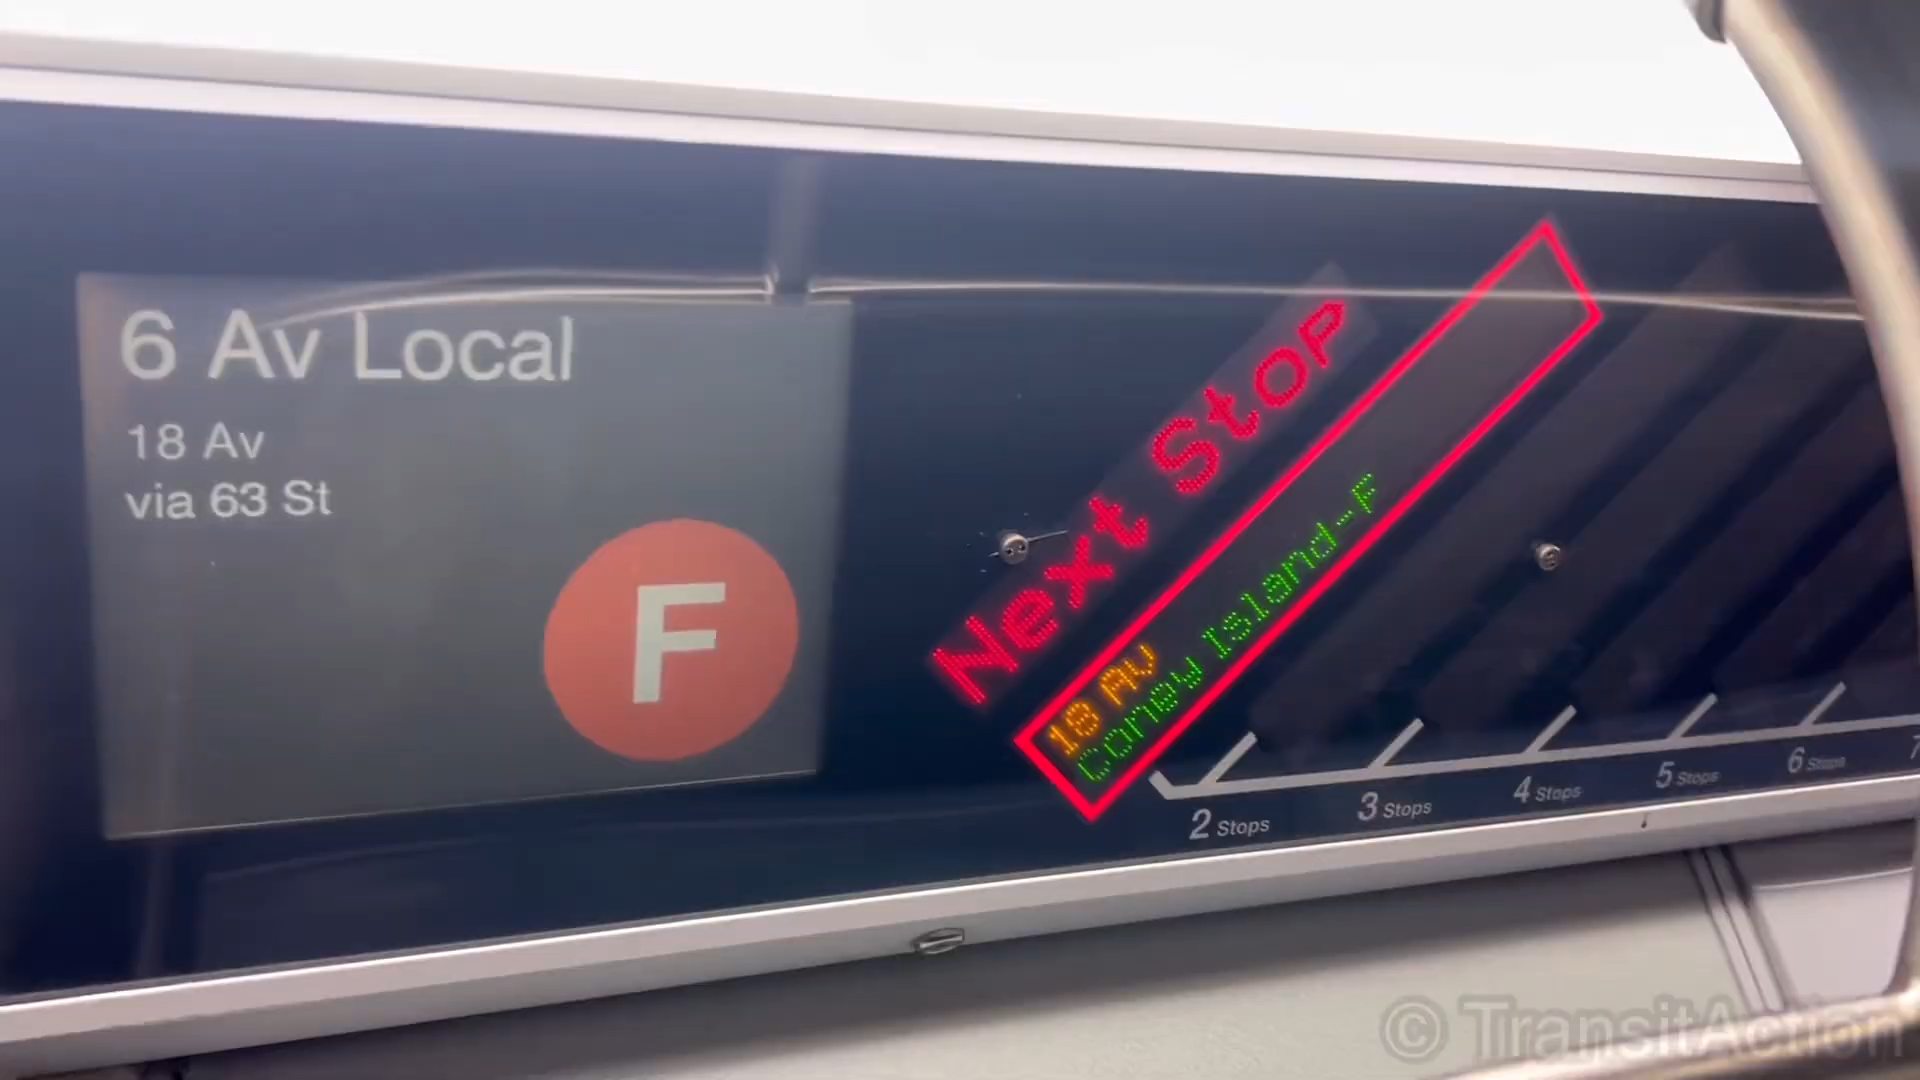 6 Av Local
18 Av
via 63 St
F
Next Stop
18 AV
Coney Island-F
2 Stops
3 Stops
4 Stops
5 Stops
6 Stops
7
© TransitAction